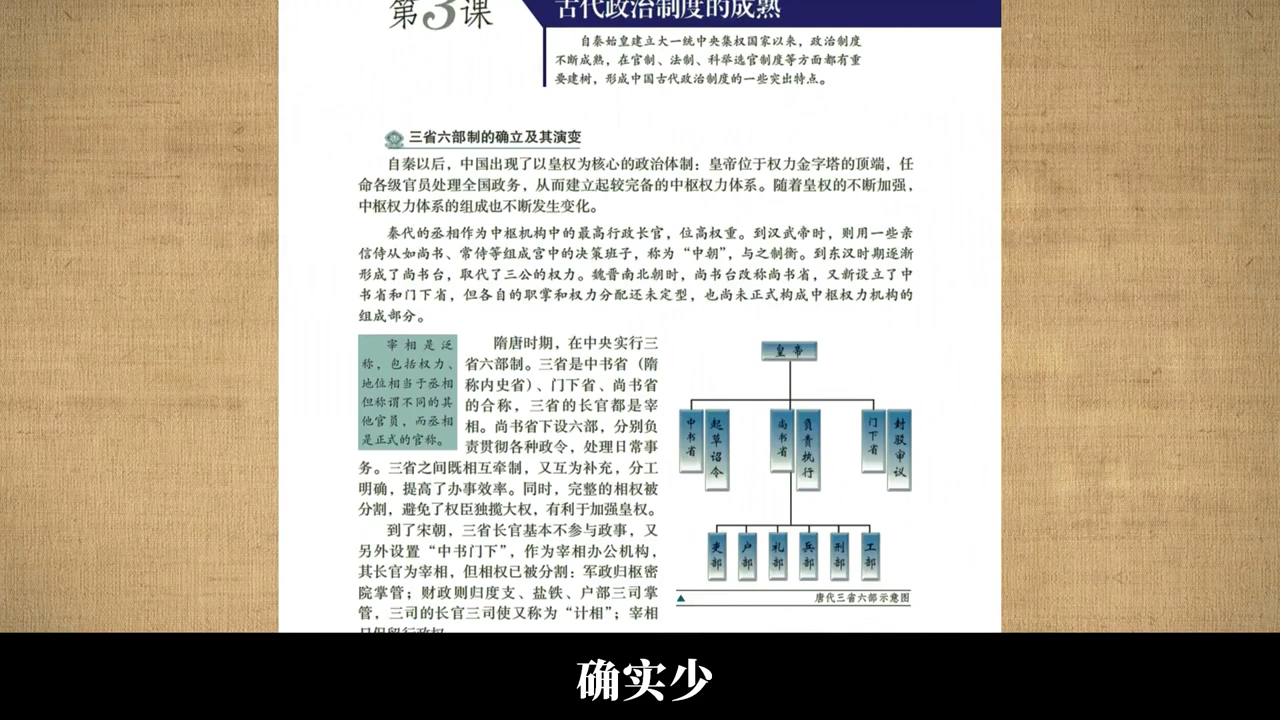 第3课
古代政治制度的成熟
自秦始皇建立大一统中央集权国家以来，政治制度
不断成熟，在官制、法制、科举选官制度等方面都有重
要建树，形成中国古代政治制度的一些突出特点。
三省六部制的确立及其演变
自秦以后，中国出现了以皇权为核心的政治体制：皇帝位于权力金字塔的顶端，任
命各级官员处理全国政务，从而建立起较完备的中枢权力体系。随着皇权的不断加强，
中枢权力体系的组成也不断发生变化。
秦代的丞相作为中枢机构中的最高行政长官，位高权重。到汉武帝时，则用一些亲
信侍从如尚书、常侍等组成宫中的决策班子，称为“中朝”，与之制衡。到东汉时期逐渐
形成了尚书台，取代了三公的权力。魏晋南北朝时，尚书台改称尚书省，又新设立了中
书省和门下省，但各自的职掌和权力分配还未定型，也尚未正式构成中枢权力机构的
组成部分。
宰相是泛
称，包括权力、
地位相当于丞相
但称谓不同的其
他官员，而丞相
是正式的官称。
隋唐时期，在中央实行三
省六部制。三省是中书省（隋
称内史省）、门下省、尚书省
的合称，三省的长官都是宰
相。尚书省下设六部，分别负
责贯彻各种政令，处理日常事
务。三省之间既相互牵制，又互为补充，分工
明确，提高了办事效率。同时，完整的相权被
分割，避免了权臣独揽大权，有利于加强皇权。
到了宋朝，三省长官基本不参与政事，又
另外设置“中书门下”，作为宰相办公机构，
其长官为宰相，但相权已被分割：军政归枢密
院掌管；财政则归度支、盐铁、户部三司掌
管，三司的长官三司使又称为“计相”；宰相
只保留行政权
皇帝
中书省
起草诏令
尚书省
负责执行
门下省
封驳审议
吏部
户部
礼部
兵部
刑部
工部
唐代三省六部示意图
确实少